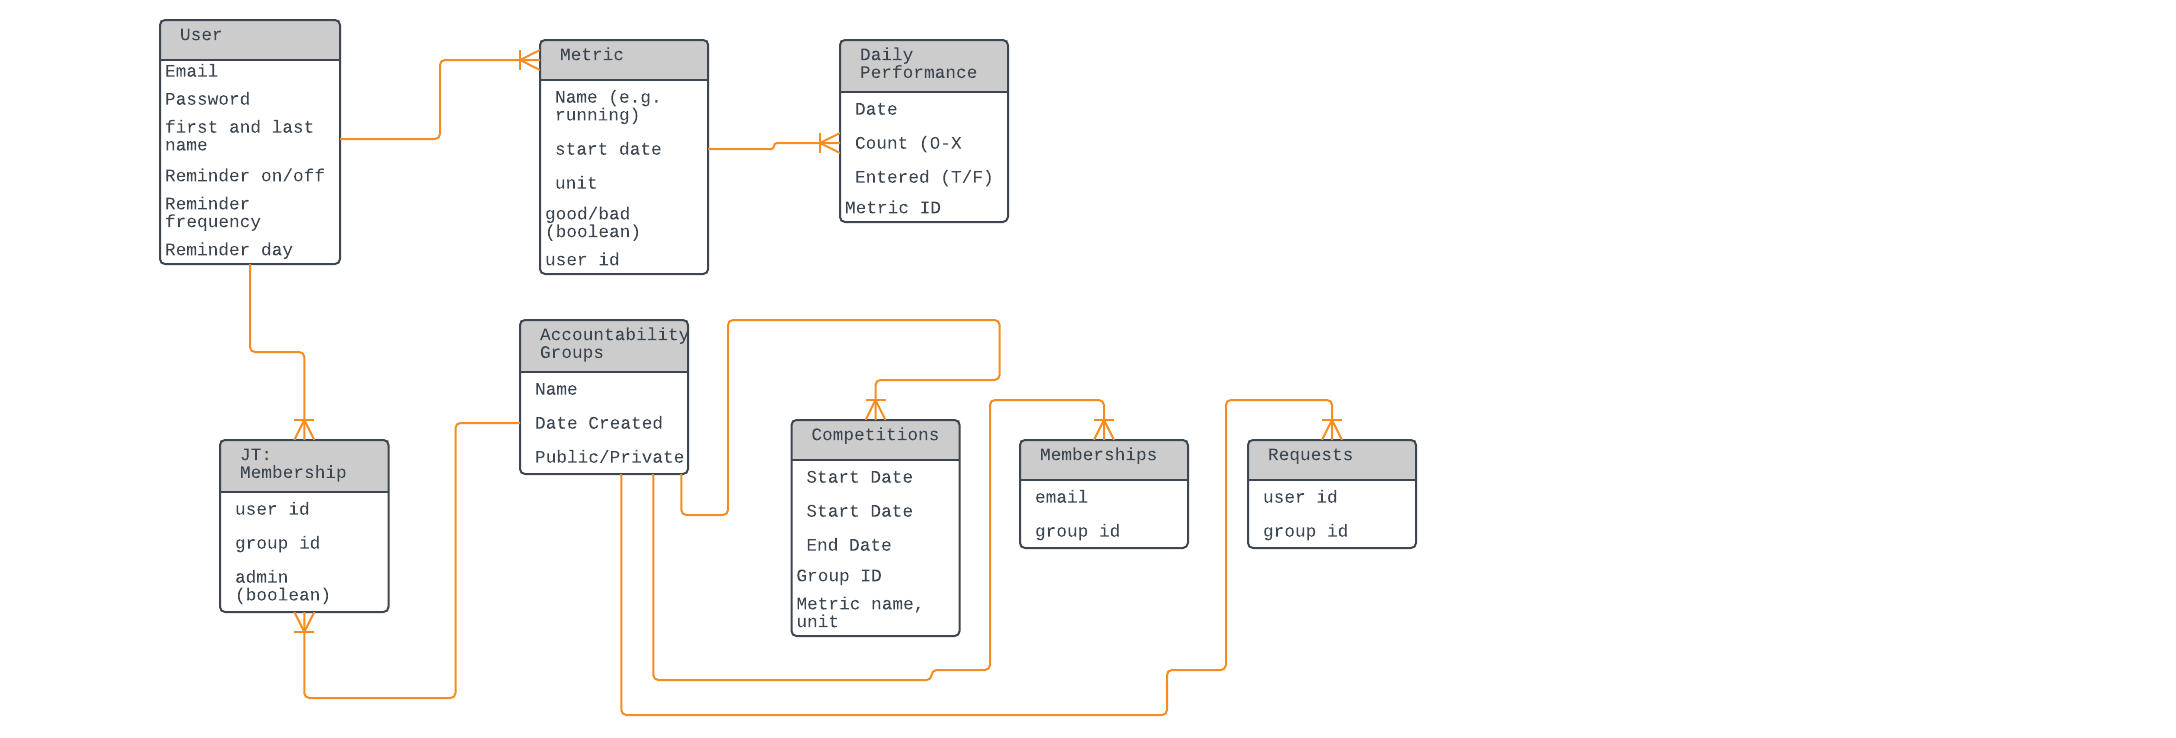 User
Email
Password
first and last
name
Reminder on/off
Reminder
frequency
Reminder day
Metric
Name (e.g.
running)
start date
unit
good/bad
(boolean)
user id
Daily
Performance
Date
Count (O-X
Entered (T/F)
Metric ID
Accountability
Groups
Name
Date Created
Public/Private
JT:
Membership
user id
group id
admin
(boolean)
Competitions
Start Date
Start Date
End Date
Group ID
Metric name,
unit
Memberships
email
group id
Requests
user id
group id